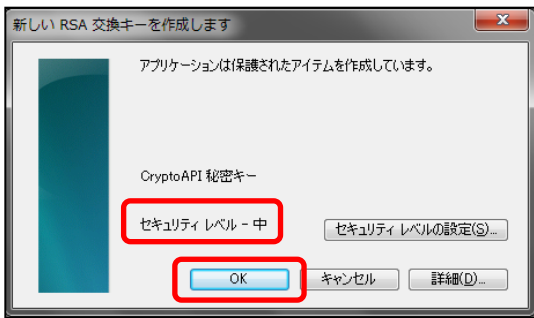 新しい RSA 交換キーを作成します
アプリケーションは保護されたアイテムを作成しています。
CryptoAPI 秘密キー
セキュリティ レベル - 中
セキュリティ レベルの設定(S)...
OK
キャンセル
詳細(D)...